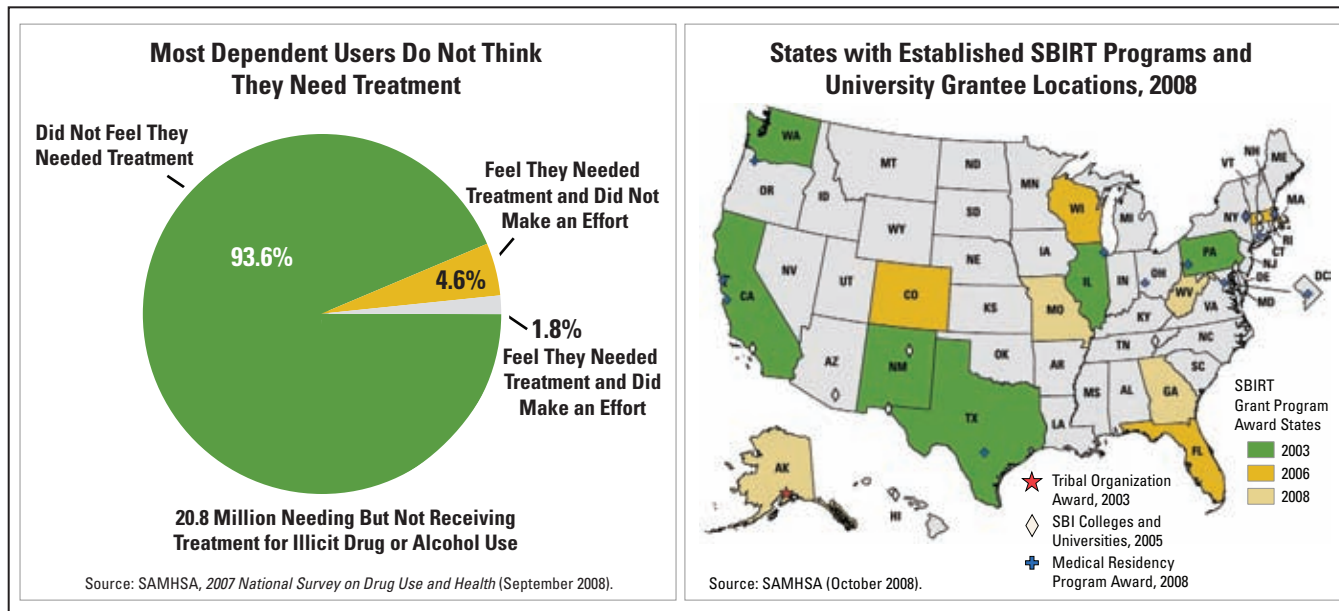 Most Dependent Users Do Not Think
They Need Treatment
Did Not Feel They
Needed Treatment
Feel They Needed
Treatment and Did Not
Make an Effort
93.6%
4.6%
1.8%
Feel They Needed
Treatment and Did
Make an Effort
20.8 Million Needing But Not Receiving
Treatment for Illicit Drug or Alcohol Use
Source: SAMHSA, 2007 National Survey on Drug Use and Health (September 2008).
States with Established SBIRT Programs and
University Grantee Locations, 2008
WA
MT
ND
MN
VT
NH
ME
OR
ID
SD
WI
MI
NY
MA
RI
CT
WY
IA
PA
NJ
NE
NV
UT
IL
IN
OH
DE
DC
CA
CO
KS
MO
WV
VA
MD
KY
AZ
NM
OK
AR
TN
NC
SC
MS
AL
GA
TX
LA
FL
AK
HI
SBIRT
Grant Program
Award States
2003
2006
2008
Tribal Organization
Award, 2003
SBI Colleges and
Universities, 2005
Medical Residency
Program Award, 2008
Source: SAMHSA (October 2008).